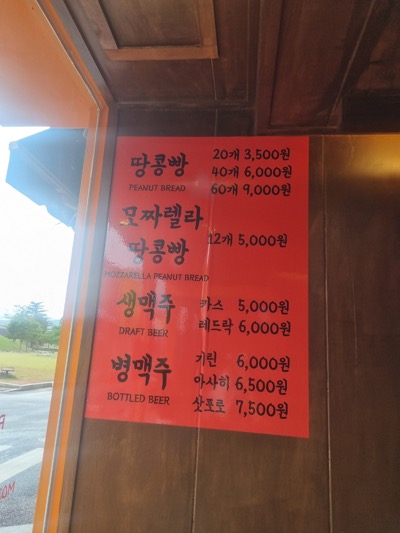 땅콩빵 20개 3,500원
40개 6,000원
PEANUT BREAD 60개 9,000원
모짜렐라
땅콩빵 12개 5,000원
MOZZARELLA PEANUT BREAD
생맥주 카스 5,000원
DRAFT BEER 레드락 6,000원
병맥주 기린 6,000원
아사히 6,500원
BOTTLED BEER 삿포로 7,500원